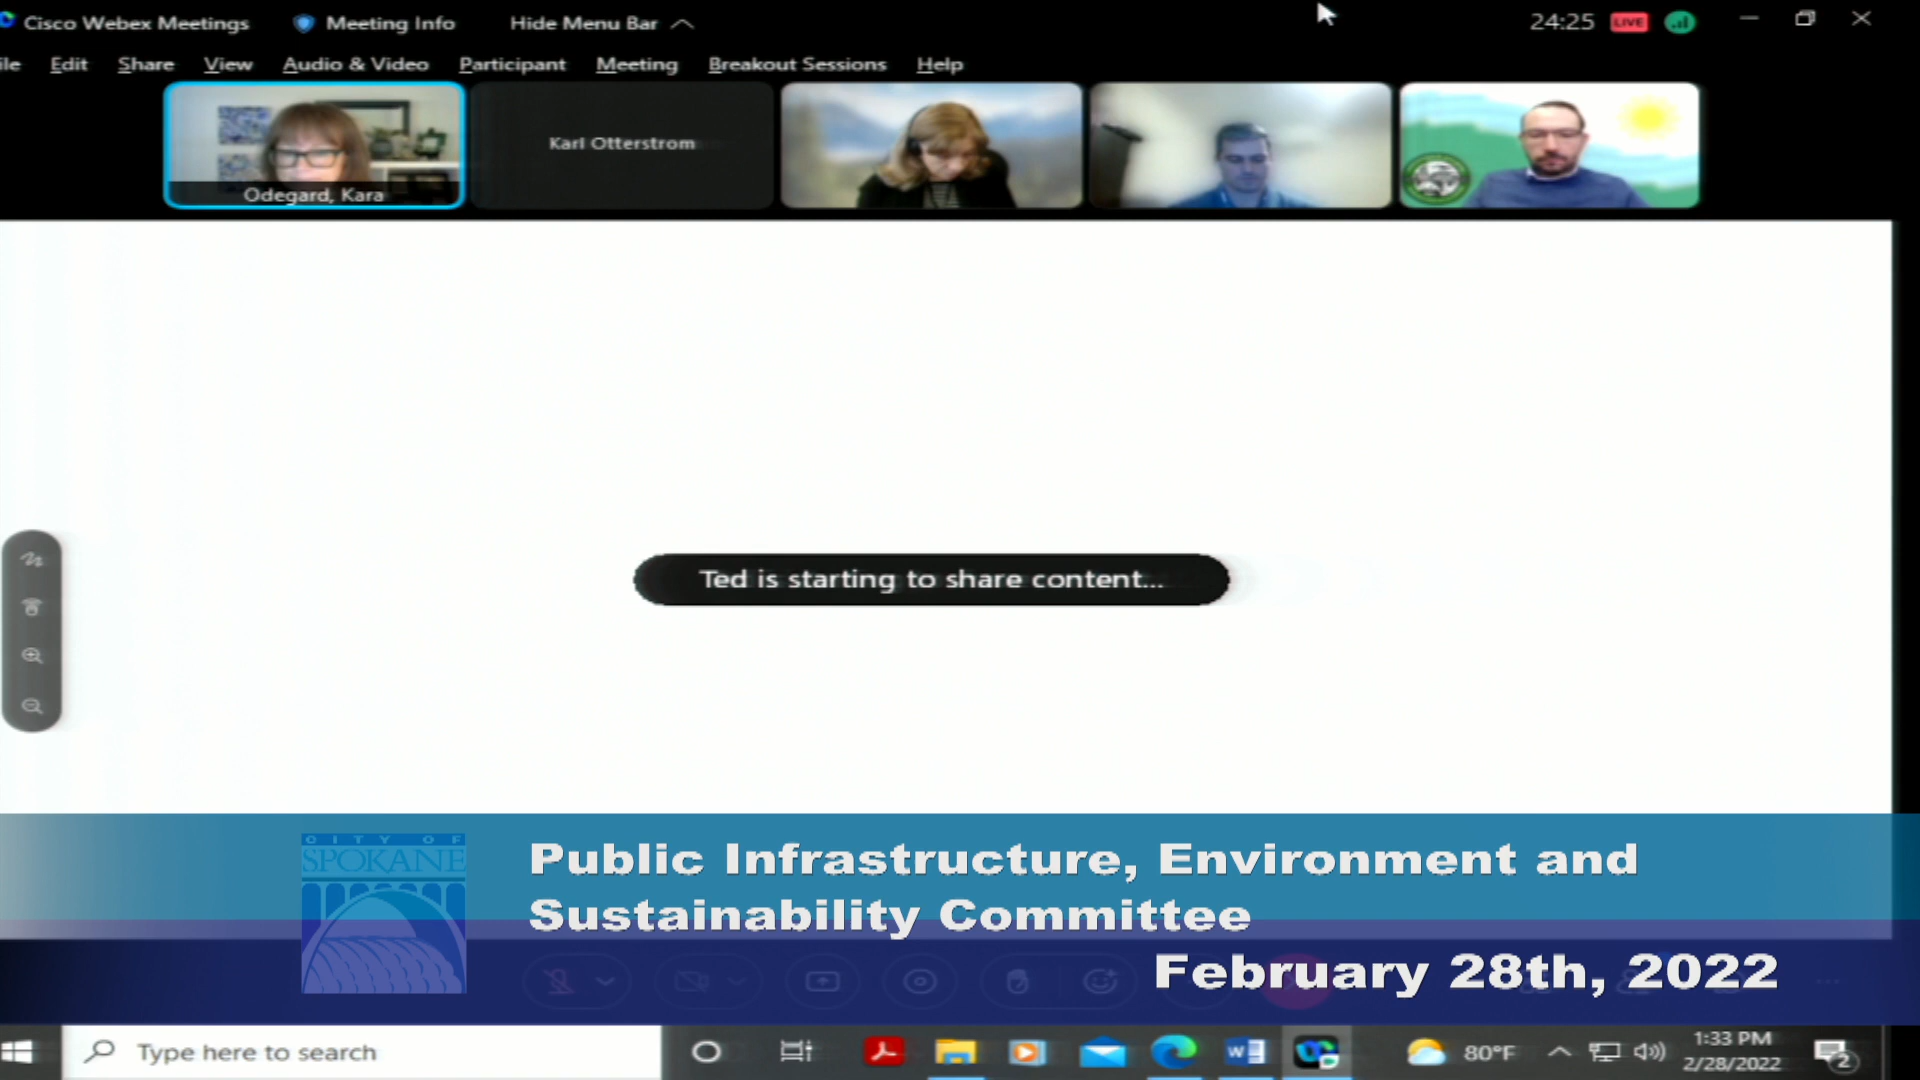 Cisco Webex Meetings
Meeting Info
Hide Menu Bar
24:25
LIVE
ile Edit Share View Audio & Video Participant Meeting Breakout Sessions Help
Karl Otterstrom
Odegard, Kara
Ted is starting to share content...
CITY OF
SPOKANE
Public Infrastructure, Environment and
Sustainability Committee
February 28th, 2022
Type here to search
80°F
1:33 PM
2/28/2022
2